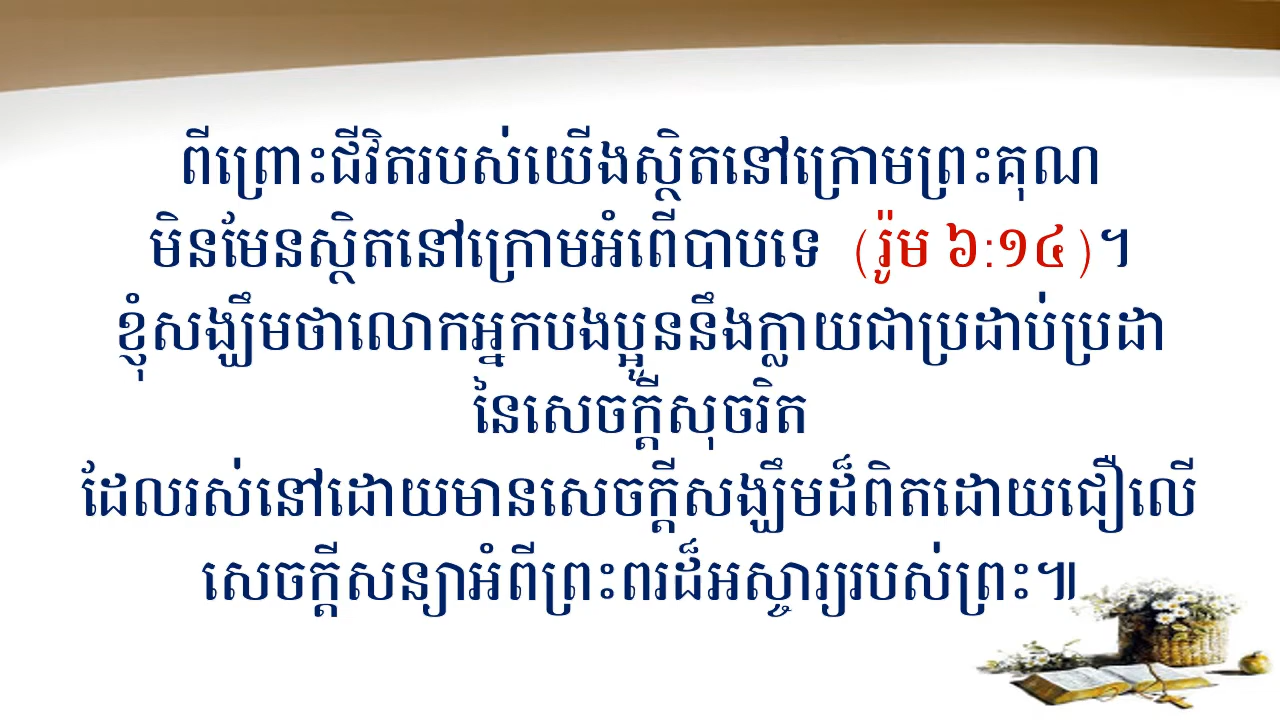 ពីព្រោះជីវិតរបស់យើងស្ថិតនៅក្រោមព្រះគុណ
មិនមែនស្ថិតនៅក្រោមអំពើបាបទេ (រ៉ូម ៦:១៤)។
ខ្ញុំសង្ឃឹមថាលោកអ្នកបងប្អូននឹងក្លាយជាប្រដាប់ប្រដា
នៃសេចក្ដីសុចរិត
ដែលរស់នៅដោយមានសេចក្ដីសង្ឃឹមដ៏ពិតដោយជឿលើ
សេចក្ដីសន្យាអំពីព្រះពរដ៏អស្ចារ្យរបស់ព្រះ៕